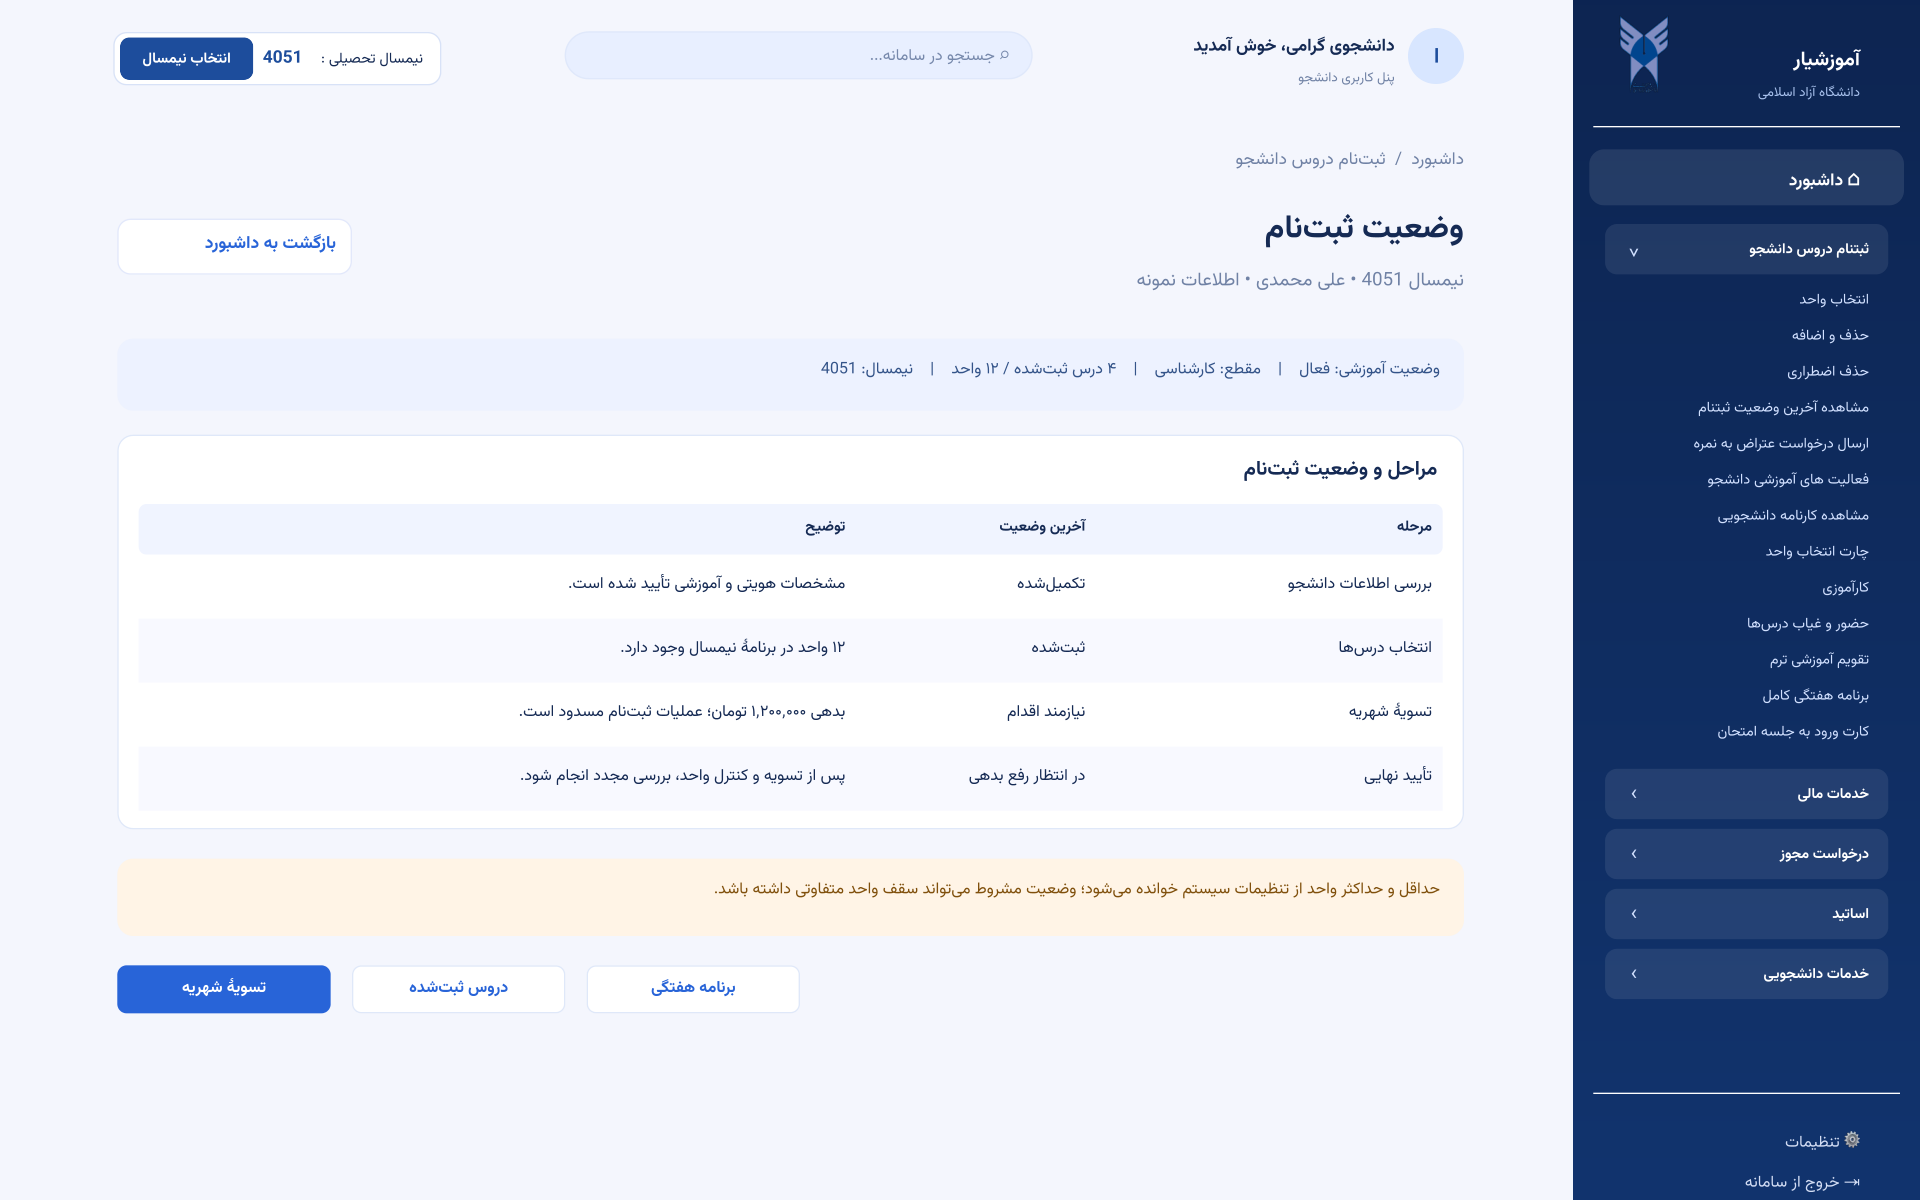 آموزشیار
دانشگاه آزاد اسلامی
داشبورد
ثبتنام دروس دانشجو
انتخاب واحد
حذف و اضافه
حذف اضطراری
مشاهده آخرین وضعیت ثبتنام
ارسال درخواست عتراض به نمره
فعالیت های آموزشی دانشجو
مشاهده کارنامه دانشجویی
چارت انتخاب واحد
کارآموزی
حضور و غیاب درس‌ها
تقویم آموزشی ترم
برنامه هفتگی کامل
کارت ورود به جلسه امتحان
خدمات مالی
درخواست مجوز
اساتید
خدمات دانشجویی
تنظیمات
خروج از سامانه
ا
دانشجوی گرامی، خوش آمدید
پنل کاربری دانشجو
جستجو در سامانه...
نیمسال تحصیلی : 4051 انتخاب نیمسال
داشبورد / ثبت‌نام دروس دانشجو
وضعیت ثبت‌نام
نیمسال 4051 • علی محمدی • اطلاعات نمونه
بازگشت به داشبورد
وضعیت آموزشی: فعال | مقطع: کارشناسی | ۴ درس ثبت‌شده / ۱۲ واحد | نیمسال: 4051
مراحل و وضعیت ثبت‌نام
مرحله آخرین وضعیت توضیح
بررسی اطلاعات دانشجو تکمیل‌شده مشخصات هویتی و آموزشی تأیید شده است.
انتخاب درس‌ها ثبت‌شده ۱۲ واحد در برنامهٔ نیمسال وجود دارد.
تسویهٔ شهریه نیازمند اقدام بدهی ۱,۲۰۰,۰۰۰ تومان؛ عملیات ثبت‌نام مسدود است.
تأیید نهایی در انتظار رفع بدهی پس از تسویه و کنترل واحد، بررسی مجدد انجام شود.
حداقل و حداکثر واحد از تنظیمات سیستم خوانده می‌شود؛ وضعیت مشروط می‌تواند سقف واحد متفاوتی داشته باشد.
برنامه هفتگی دروس ثبت‌شده تسویهٔ شهریه